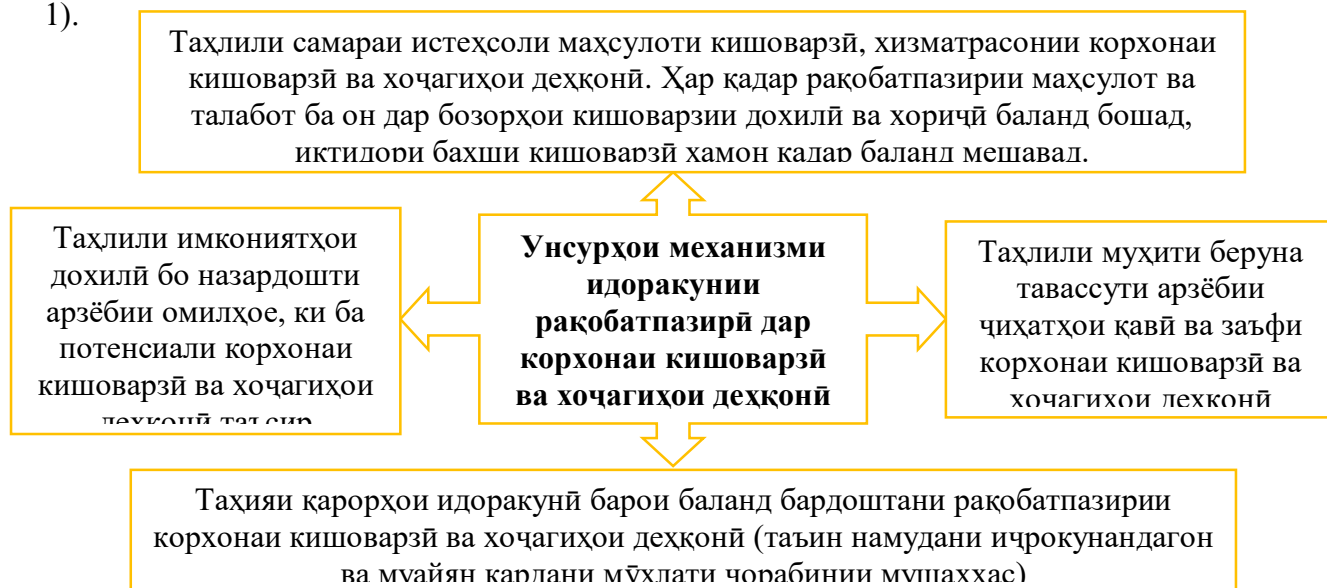 1).
Таҳлили самараи истеҳсоли маҳсулоти кишоварзӣ, хизматрасонии корхонаи
кишоварзӣ ва хоҷагиҳои деҳқонӣ. Ҳар қадар рақобатпазирии маҳсулот ва
талабот ба он дар бозорҳои кишоварзии дохилӣ ва хориҷӣ баланд бошад,
иқтидори бахши кишоварзӣ ҳамон қадар баланд мешавад.
Таҳлили имкониятҳои
дохилӣ бо назардошти
арзёбии омилҳое, ки ба
потенсиали корхонаи
кишоварзӣ ва хоҷагиҳои
деҳқонӣ таъсир
Унсурҳои механизми
идоракунии
рақобатпазирӣ дар
корхонаи кишоварзӣ
ва хоҷагиҳои деҳқонӣ
Таҳлили муҳити беруна
тавассути арзёбии
ҷиҳатҳои қавӣ ва заъфи
корхонаи кишоварзӣ ва
хоҷагиҳои деҳқонӣ
Таҳияи қарорҳои идоракунӣ барои баланд бардоштани рақобатпазирии
корхонаи кишоварзӣ ва хоҷагиҳои деҳқонӣ (таъин намудани иҷрокунандагон
ва муайян кардани мӯҳлати чорабинии мушаххас)